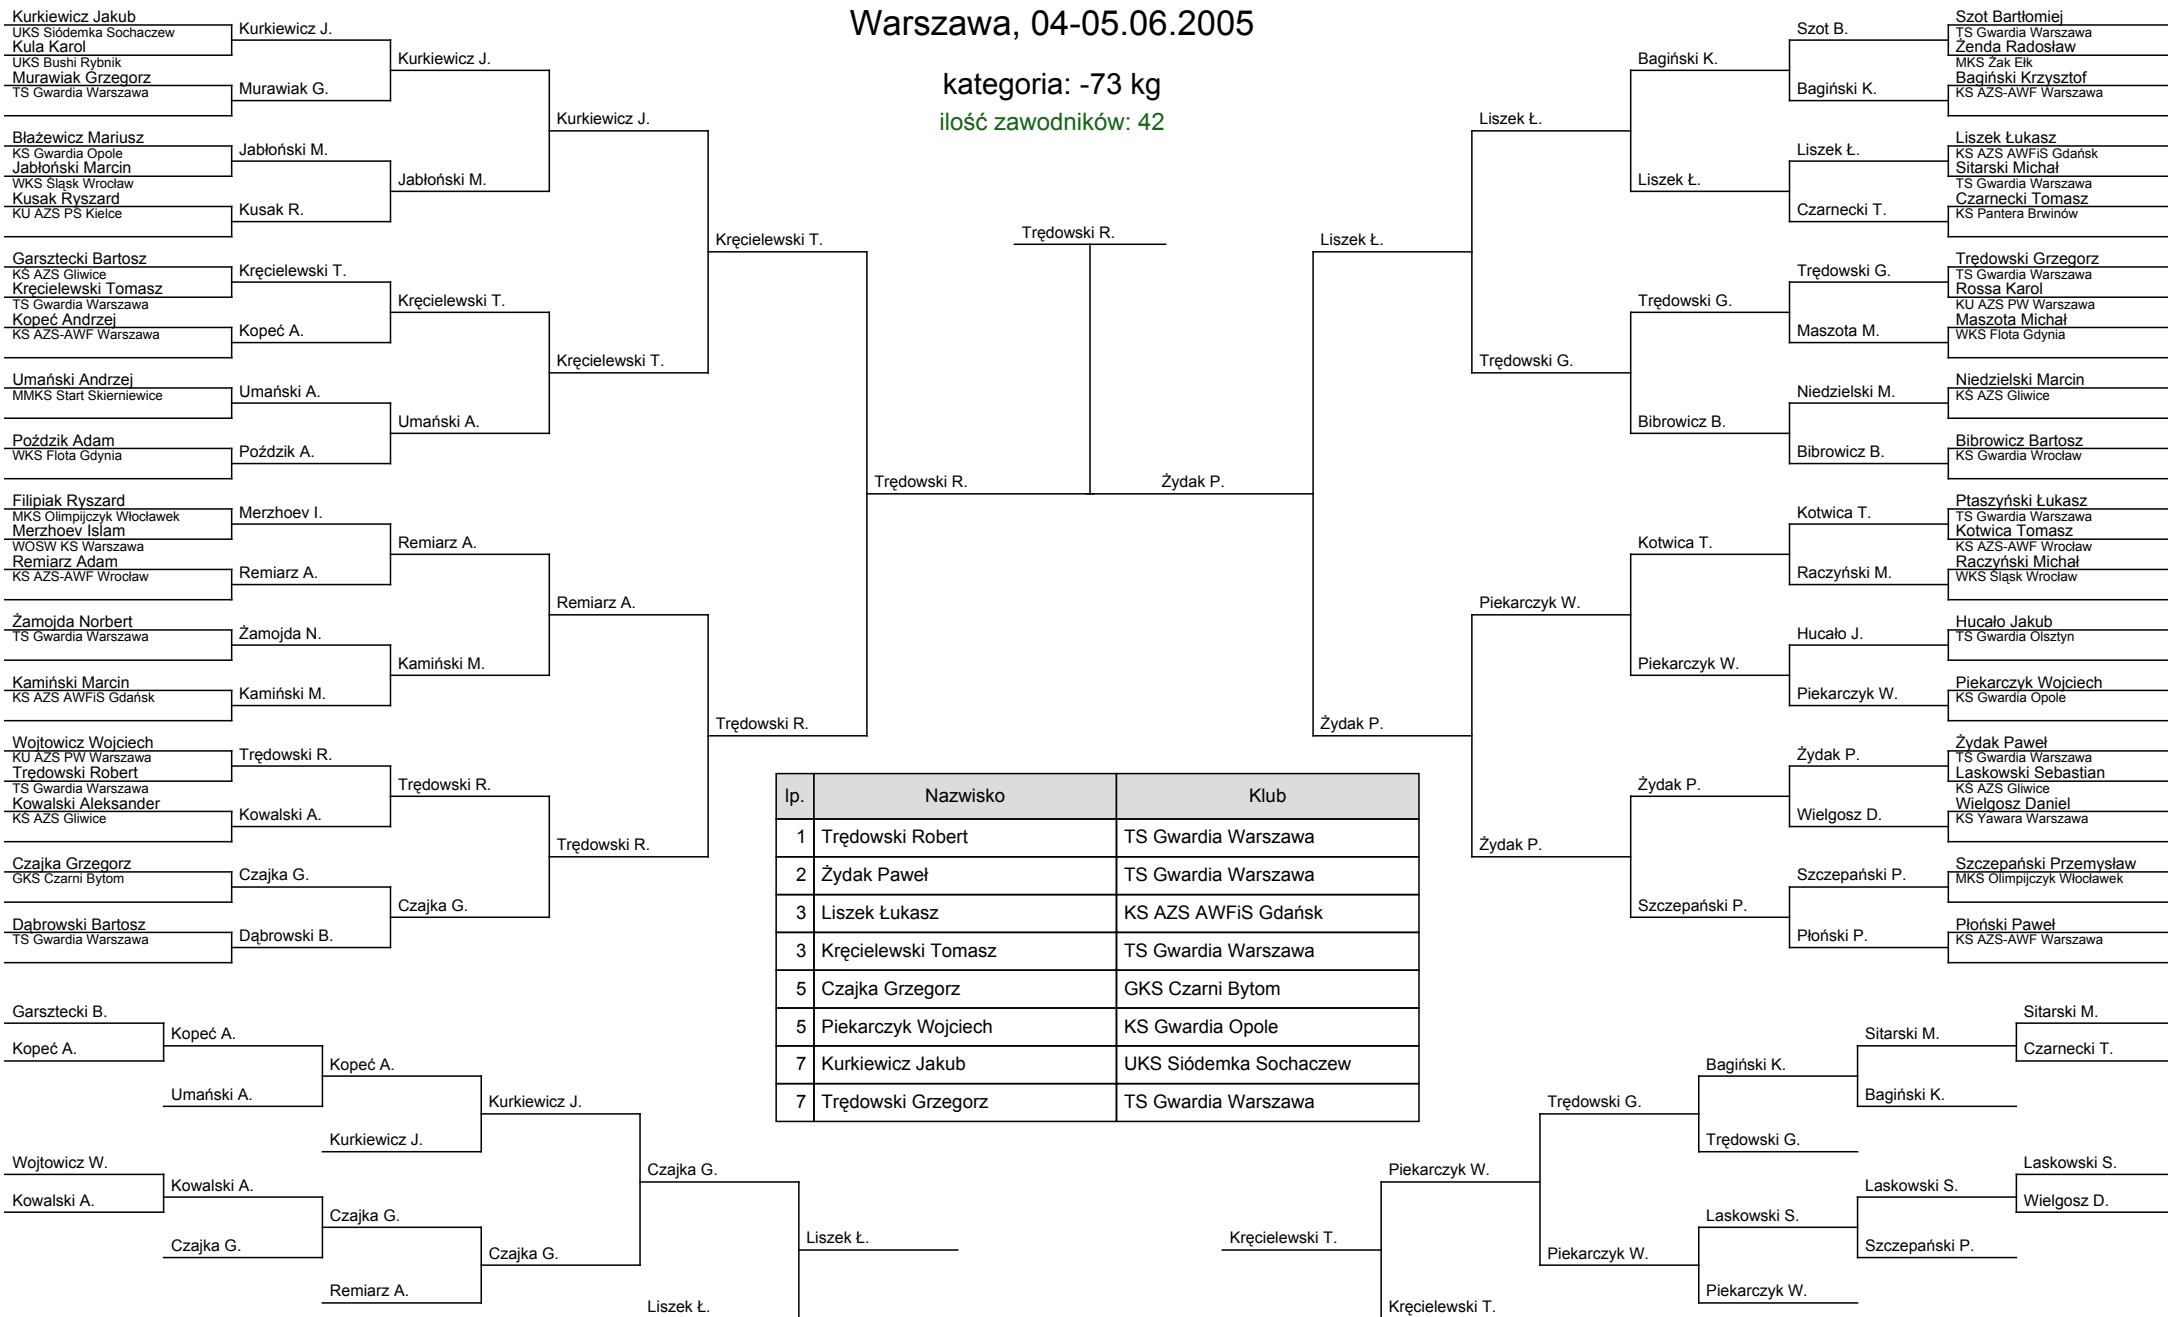 Warszawa, 04-05.06.2005
kategoria: -73 kg
ilość zawodników: 42
Kurkiewicz Jakub
UKS Siódemka Sochaczew
Kula Karol
UKS Bushi Rybnik
Murawiak Grzegorz
TS Gwardia Warszawa
Błażewicz Mariusz
KS Gwardia Opole
Jabłoński Marcin
WKS Śląsk Wrocław
Kusak Ryszard
KU AZS PŚ Kielce
Garsztecki Bartosz
KS AZS Gliwice
Kręcielewski Tomasz
TS Gwardia Warszawa
Kopeć Andrzej
KS AZS-AWF Warszawa
Umański Andrzej
MMKS Start Skierniewice
Poździk Adam
WKS Flota Gdynia
Filipiak Ryszard
MKS Olimpijczyk Włocławek
Merzhoev Islam
WOSW KS Warszawa
Remiarz Adam
KS AZS-AWF Wrocław
Żamojda Norbert
TS Gwardia Warszawa
Kamiński Marcin
KS AZS AWFiS Gdańsk
Wojtowicz Wojciech
KU AZS PW Warszawa
Trędowski Robert
TS Gwardia Warszawa
Kowalski Aleksander
KS AZS Gliwice
Czajka Grzegorz
GKS Czarni Bytom
Dąbrowski Bartosz
TS Gwardia Warszawa
Kurkiewicz J.
Murawiak G.
Jabłoński M.
Kusak R.
Kręcielewski T.
Kopeć A.
Umański A.
Poździk A.
Merzhoev I.
Remiarz A.
Żamojda N.
Kamiński M.
Trędowski R.
Kowalski A.
Czajka G.
Dąbrowski B.
Kurkiewicz J.
Jabłoński M.
Kręcielewski T.
Umański A.
Remiarz A.
Kamiński M.
Trędowski R.
Czajka G.
Kurkiewicz J.
Kręcielewski T.
Remiarz A.
Trędowski R.
Kręcielewski T.
Trędowski R.
Trędowski R.
Trędowski R.
Żydak P.
Liszek Ł.
Żydak P.
Liszek Ł.
Trędowski G.
Piekarczyk W.
Żydak P.
Bagiński K.
Liszek Ł.
Trędowski G.
Bibrowicz B.
Kotwica T.
Piekarczyk W.
Żydak P.
Szczepański P.
Szot B.
Bagiński K.
Liszek Ł.
Czarnecki T.
Trędowski G.
Maszota M.
Niedzielski M.
Bibrowicz B.
Kotwica T.
Raczyński M.
Hucało J.
Piekarczyk W.
Żydak P.
Wielgosz D.
Szczepański P.
Płoński P.
Szot Bartłomiej
TS Gwardia Warszawa
Żenda Radosław
MKS Żak Ełk
Bagiński Krzysztof
KS AZS-AWF Warszawa
Liszek Łukasz
KS AZS AWFiS Gdańsk
Sitarski Michał
TS Gwardia Warszawa
Czarnecki Tomasz
KS Pantera Brwinów
Trędowski Grzegorz
TS Gwardia Warszawa
Rossa Karol
KU AZS PW Warszawa
Maszota Michał
WKS Flota Gdynia
Niedzielski Marcin
KS AZS Gliwice
Bibrowicz Bartosz
KS Gwardia Wrocław
Ptaszyński Łukasz
TS Gwardia Warszawa
Kotwica Tomasz
KS AZS-AWF Wrocław
Raczyński Michał
WKS Śląsk Wrocław
Hucało Jakub
TS Gwardia Olsztyn
Piekarczyk Wojciech
KS Gwardia Opole
Żydak Paweł
TS Gwardia Warszawa
Laskowski Sebastian
KS AZS Gliwice
Wielgosz Daniel
KS Yawara Warszawa
Szczepański Przemysław
MKS Olimpijczyk Włocławek
Płoński Paweł
KS AZS-AWF Warszawa
lp. Nazwisko Klub
1 Trędowski Robert TS Gwardia Warszawa
2 Żydak Paweł TS Gwardia Warszawa
3 Liszek Łukasz KS AZS AWFiS Gdańsk
3 Kręcielewski Tomasz TS Gwardia Warszawa
5 Czajka Grzegorz GKS Czarni Bytom
5 Piekarczyk Wojciech KS Gwardia Opole
7 Kurkiewicz Jakub UKS Siódemka Sochaczew
7 Trędowski Grzegorz TS Gwardia Warszawa
Garsztecki B.
Kopeć A.
Wojtowicz W.
Kowalski A.
Kopeć A.
Umański A.
Kowalski A.
Czajka G.
Kopeć A.
Kurkiewicz J.
Czajka G.
Remiarz A.
Kurkiewicz J.
Czajka G.
Czajka G.
Liszek Ł.
Liszek Ł.
Kręcielewski T.
Piekarczyk W.
Kręcielewski T.
Trędowski G.
Piekarczyk W.
Bagiński K.
Trędowski G.
Laskowski S.
Piekarczyk W.
Sitarski M.
Bagiński K.
Laskowski S.
Szczepański P.
Sitarski M.
Czarnecki T.
Laskowski S.
Wielgosz D.